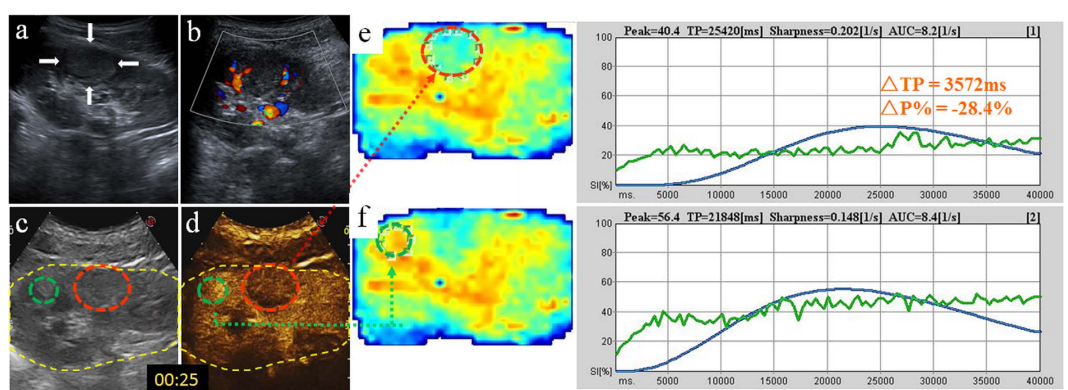 a
b
e
Peak=40.4 TP=25420[ms] Sharpness=0.202[1/s] AUC=8.2[1/s] [1]
100
80
60
40
20
SI[%]
△TP = 3572ms
△P% = -28.4%
ms. 5000 10000 15000 20000 25000 30000 35000 40000
c
d
f
00:25
Peak=56.4 TP=21848[ms] Sharpness=0.148[1/s] AUC=8.4[1/s] [2]
100
80
60
40
20
SI[%]
ms. 5000 10000 15000 20000 25000 30000 35000 40000